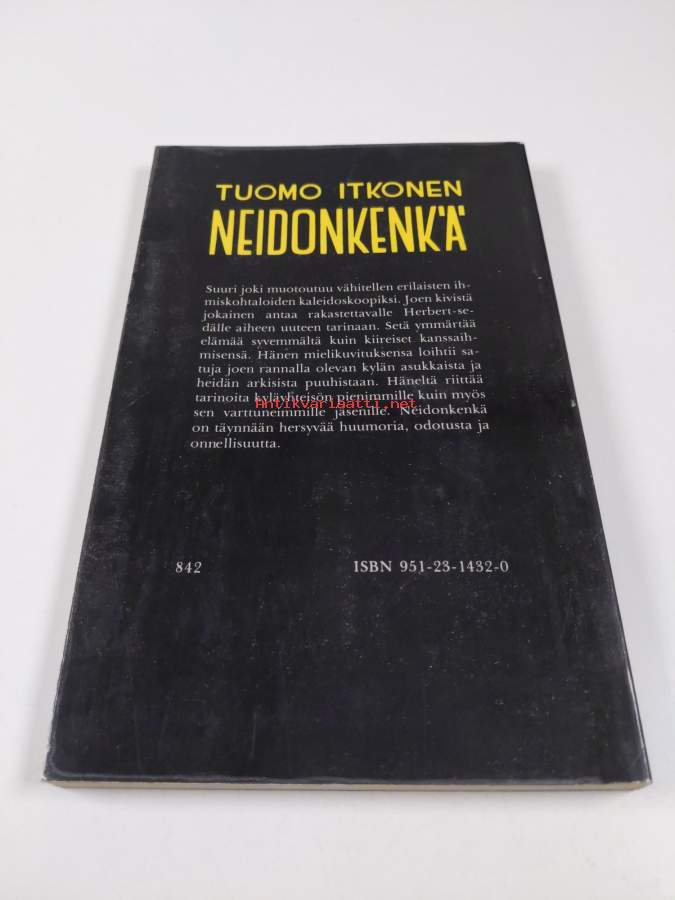 TUOMO ITKONEN
NEIDONKENKÄ
Suuri joki muotoutuu vähitellen erilaisten ih-
miskohtaloiden kaleidoskoopiksi. Joen kivistä
jokainen antaa rakastettavalle Herbert-se-
dälle aiheen uuteen tarinaan. Setä ymmärtää
elämää syvemmältä kuin kiireiset kanssaih-
misensä. Hänen mielikuvituksensa loihtii sa-
tuja joen rannalla olevan kylän asukkaista ja
heidän arkisista puuhistaan. Häneltä riittää
tarinoita kyläyhteisön pienimmille kuin myös
Antikvariaatti.net
sen varttuneimmille jäsenille. Neidonkenkä
on täynnään hersyvää huumoria, odotusta ja
onnellisuutta.
842 ISBN 951-23-1432-0